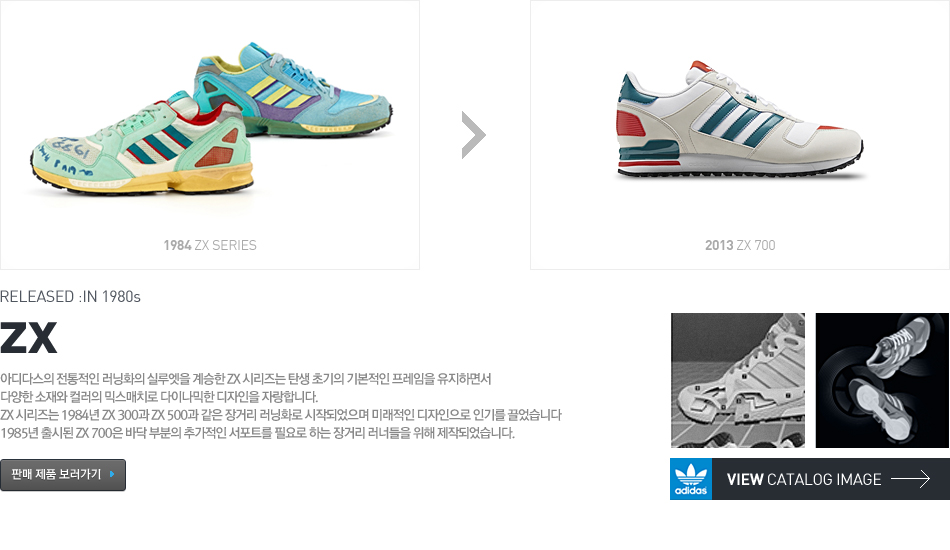 1984 ZX SERIES
2013 ZX 700
RELEASED :IN 1980s
ZX
아디다스의 전통적인 러닝화의 실루엣을 계승한 ZX 시리즈는 탄생 초기의 기본적인 프레임을 유지하면서
다양한 소재와 컬러의 믹스매치로 다이나믹한 디자인을 자랑합니다.
ZX 시리즈는 1984년 ZX 300과 ZX 500과 같은 장거리 러닝화로 시작되었으며 미래적인 디자인으로 인기를 끌었습니다
1985년 출시된 ZX 700은 바닥 부분의 추가적인 서포트를 필요로 하는 장거리 러너들을 위해 제작되었습니다.
판매 제품 보러가기
adidas
VIEW CATALOG IMAGE